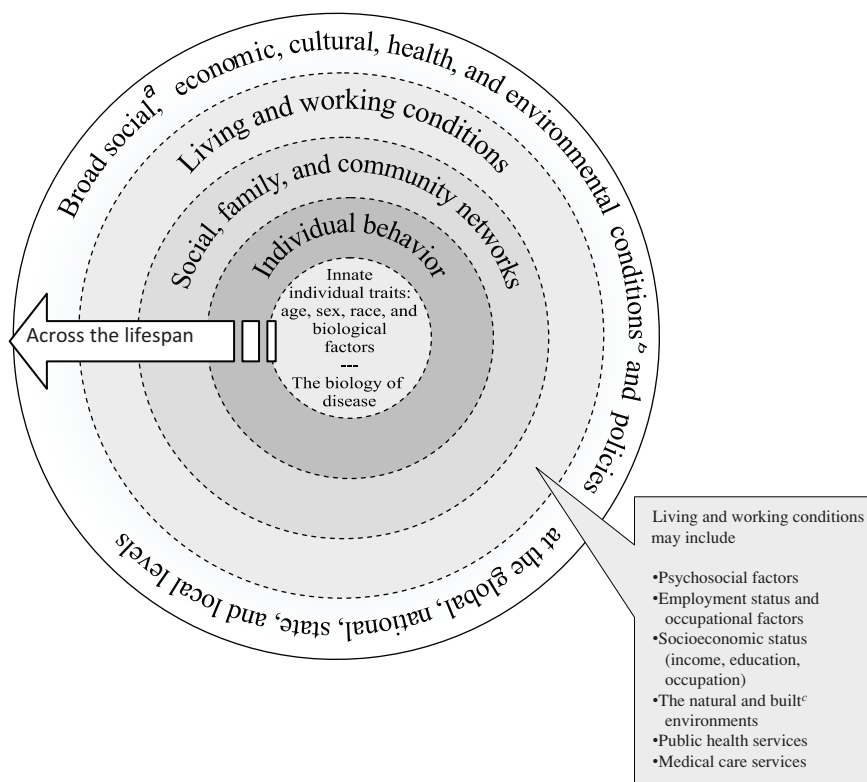 Broad social,a economic, cultural, health, and environmental conditionsb and policies
at the global, national, state, and local levels
Living and working conditions
Social, family, and community networks
Individual behavior
Innate
individual traits:
age, sex, race, and
biological
factors
---
The biology of
disease
Across the lifespan
Living and working conditions
may include
•Psychosocial factors
•Employment status and
occupational factors
•Socioeconomic status
(income, education,
occupation)
•The natural and builtc
environments
•Public health services
•Medical care services